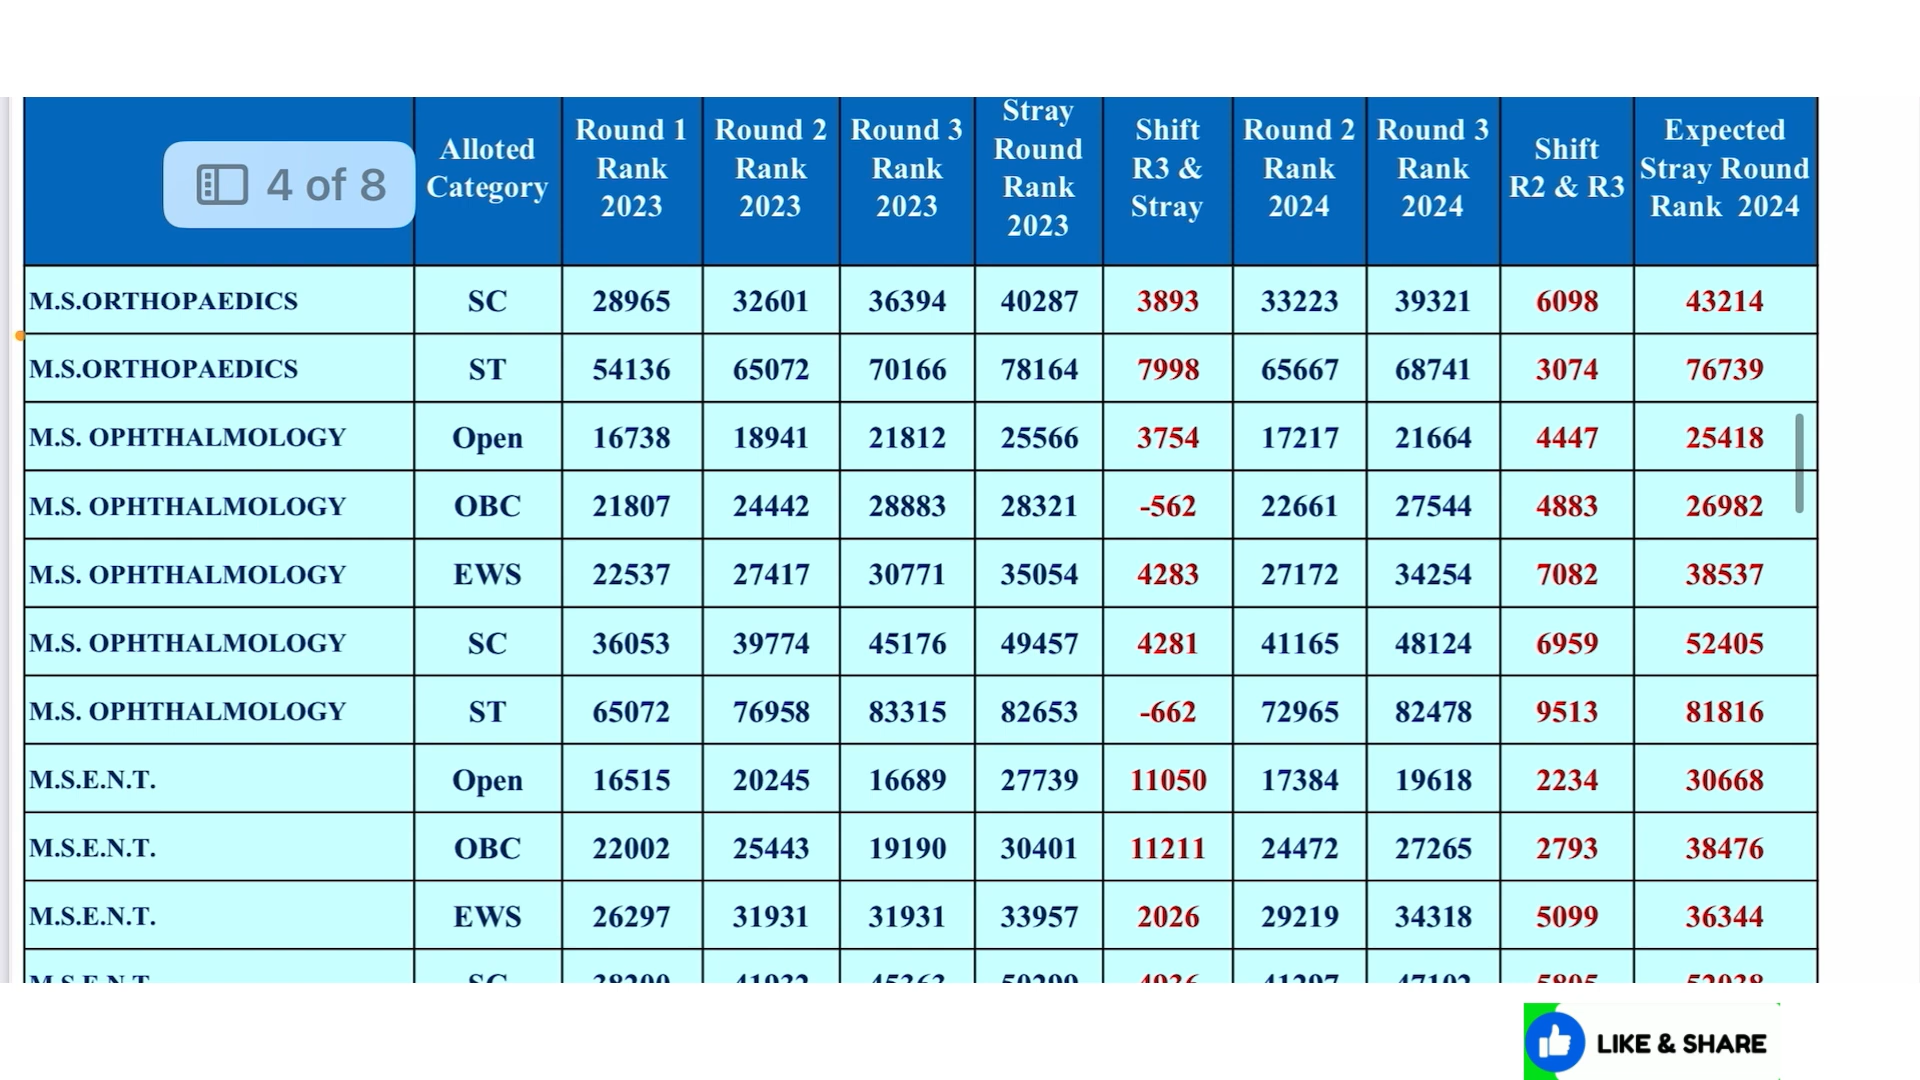 4 of 8
Alloted Category
Round 1 Rank 2023
Round 2 Rank 2023
Round 3 Rank 2023
Stray Round Rank 2023
Shift R3 & Stray
Round 2 Rank 2024
Round 3 Rank 2024
Shift R2 & R3
Expected Stray Round Rank 2024
M.S.ORTHOPAEDICS SC 28965 32601 36394 40287 3893 33223 39321 6098 43214
M.S.ORTHOPAEDICS ST 54136 65072 70166 78164 7998 65667 68741 3074 76739
M.S. OPHTHALMOLOGY Open 16738 18941 21812 25566 3754 17217 21664 4447 25418
M.S. OPHTHALMOLOGY OBC 21807 24442 28883 28321 -562 22661 27544 4883 26982
M.S. OPHTHALMOLOGY EWS 22537 27417 30771 35054 4283 27172 34254 7082 38537
M.S. OPHTHALMOLOGY SC 36053 39774 45176 49457 4281 41165 48124 6959 52405
M.S. OPHTHALMOLOGY ST 65072 76958 83315 82653 -662 72965 82478 9513 81816
M.S.E.N.T. Open 16515 20245 16689 27739 11050 17384 19618 2234 30668
M.S.E.N.T. OBC 22002 25443 19190 30401 11211 24472 27265 2793 38476
M.S.E.N.T. EWS 26297 31931 31931 33957 2026 29219 34318 5099 36344
LIKE & SHARE